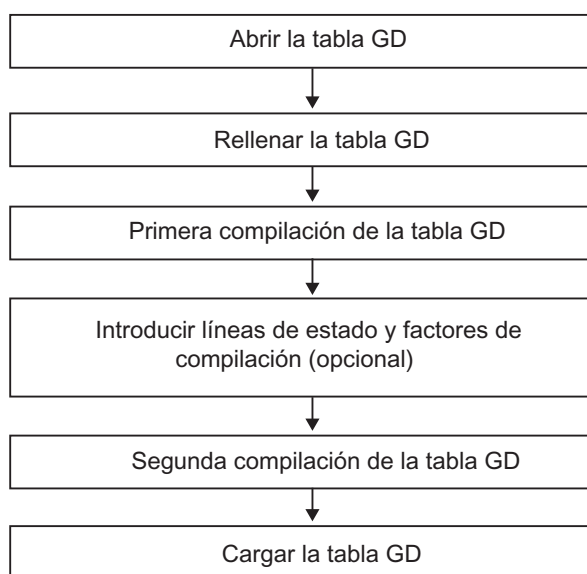 Abrir la tabla GD
Rellenar la tabla GD
Primera compilación de la tabla GD
Introducir líneas de estado y factores de
compilación (opcional)
Segunda compilación de la tabla GD
Cargar la tabla GD